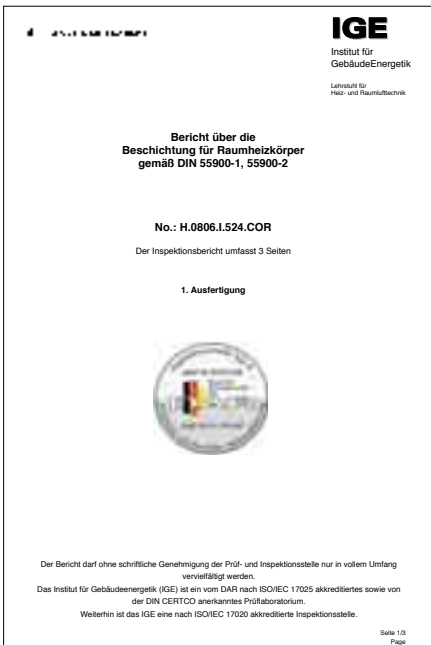 IGE
Institut für
GebäudeEnergetik
Lehrstuhl für
Heiz- und Raumlufttechnik
Bericht über die
Beschichtung für Raumheizkörper
gemäß DIN 55900-1, 55900-2
No.: H.0806.I.524.COR
Der Inspektionsbericht umfasst 3 Seiten
1. Ausfertigung
Der Bericht darf ohne schriftliche Genehmigung der Prüf- und Inspektionsstelle nur in vollem Umfang
vervielfältigt werden.
Das Institut für Gebäudeenergetik (IGE) ist ein vom DAR nach ISO/IEC 17025 akkreditiertes sowie von
der DIN CERTCO anerkanntes Prüflaboratorium.
Weiterhin ist das IGE eine nach ISO/IEC 17020 akkreditierte Inspektionsstelle.
Seite 1/3
Page